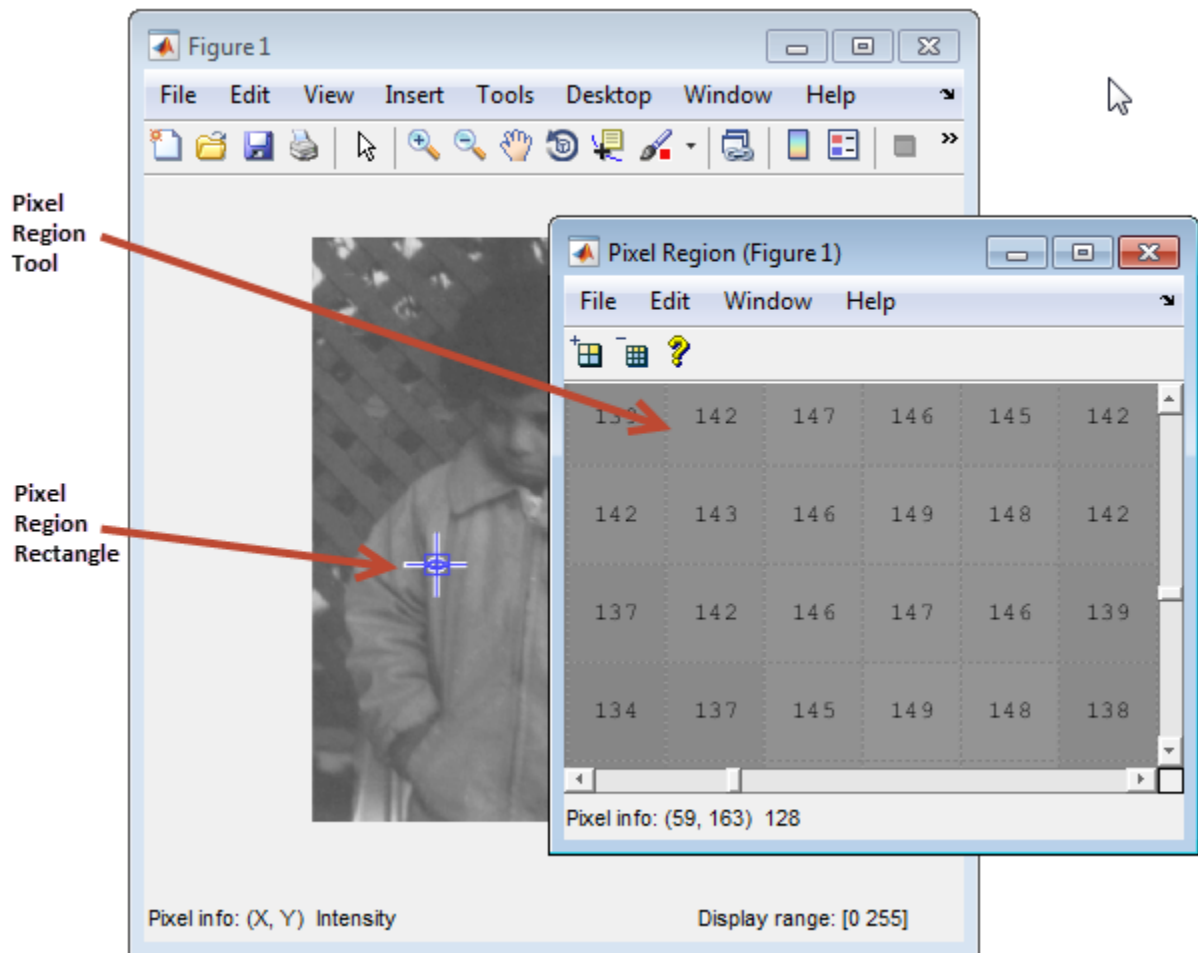 Figure 1
File Edit View Insert Tools Desktop Window Help
Pixel
Region
Tool
Pixel Region (Figure 1)
File Edit Window Help
142 147 146 145 142
142 143 146 149 148 142
Pixel
Region
Rectangle
137 142 146 147 146 139
134 137 145 149 148 138
Pixel info: (59, 163) 128
Pixel info: (X, Y) Intensity
Display range: [0 255]